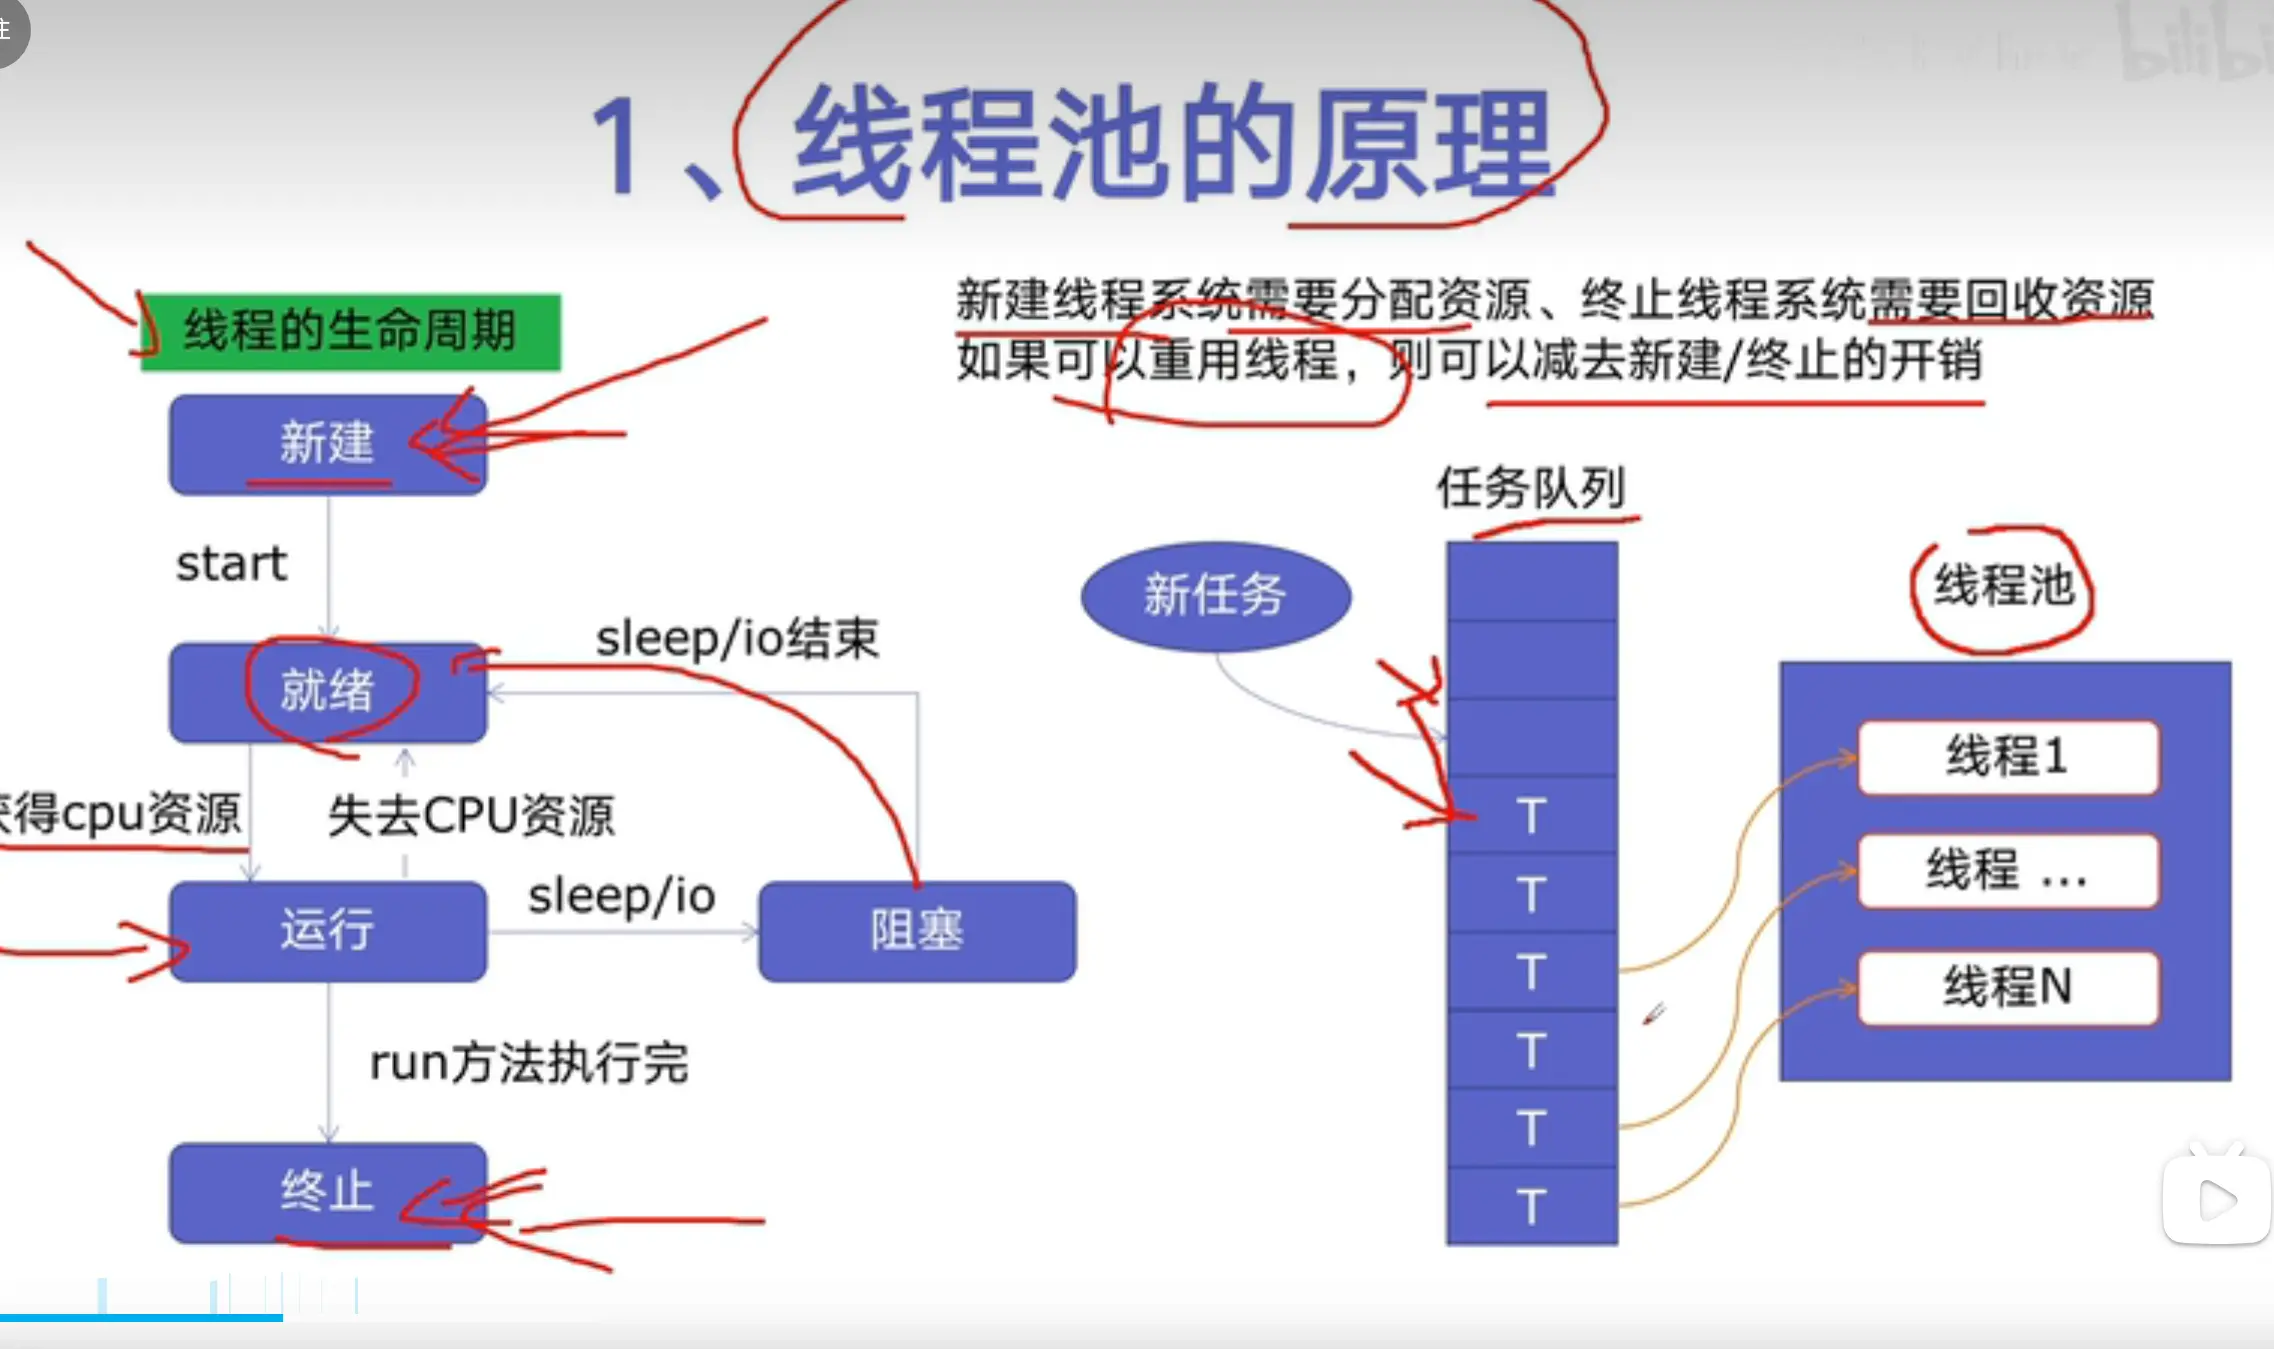 注
bilibi
1、线程池的原理
线程的生命周期
新建
start
就绪
sleep/io结束
获得cpu资源
失去CPU资源
运行
sleep/io
阻塞
run方法执行完
终止
新建线程系统需要分配资源、终止线程系统需要回收资源
如果可以重用线程，则可以减去新建/终止的开销
任务队列
新任务
T
T
T
T
T
T
线程池
线程1
线程 ...
线程N